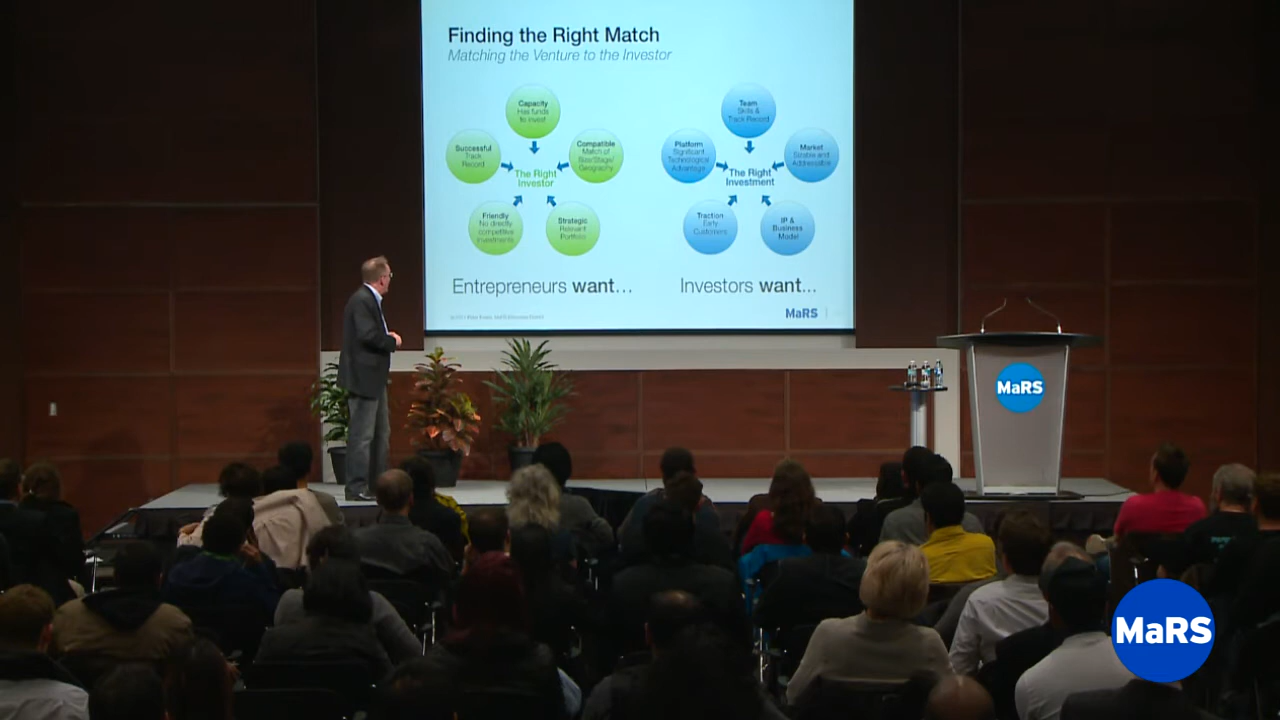 Finding the Right Match
Matching the Venture to the Investor
Capacity
Has funds
to invest
Successful
Track
Record
Compatible
Match of
Size/Stage/
Geography
The Right
Investor
Friendly
No directly
competitive
investments
Strategic
Relevant
Portfolio
Entrepreneurs want...
Team
Skills &
Track Record
Platform
Significant
Technological
Advantage
Market
Sizable and
Addressable
The Right
Investment
Traction
Early
Customers
IP &
Business
Model
Investors want...
MaRS
MaRS
MaRS